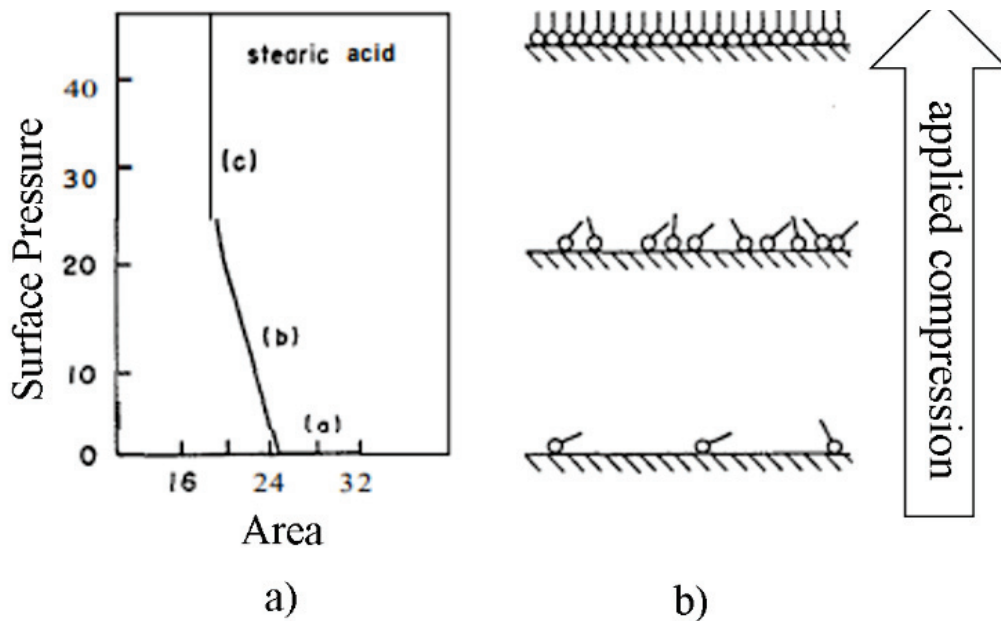 stearic acid
40
30
20
10
0
(c)
(b)
(a)
16 24 32
Surface Pressure
Area
a)
b)
applied compression